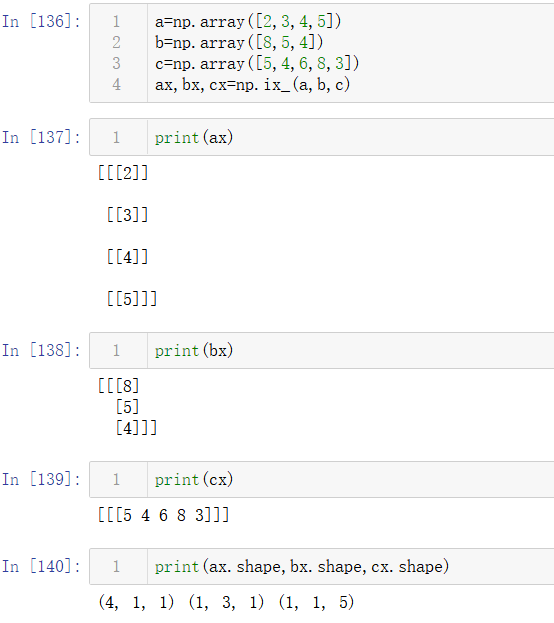 In [136]: 1 a=np.array([2,3,4,5])
2 b=np.array([8,5,4])
3 c=np.array([5,4,6,8,3])
4 ax,bx,cx=np.ix_(a,b,c)
In [137]: 1 print(ax)
[[[2]]
[[3]]
[[4]]
[[5]]]
In [138]: 1 print(bx)
[[[8]
[5]
[4]]]
In [139]: 1 print(cx)
[[[5 4 6 8 3]]]
In [140]: 1 print(ax.shape,bx.shape,cx.shape)
(4, 1, 1) (1, 3, 1) (1, 1, 5)